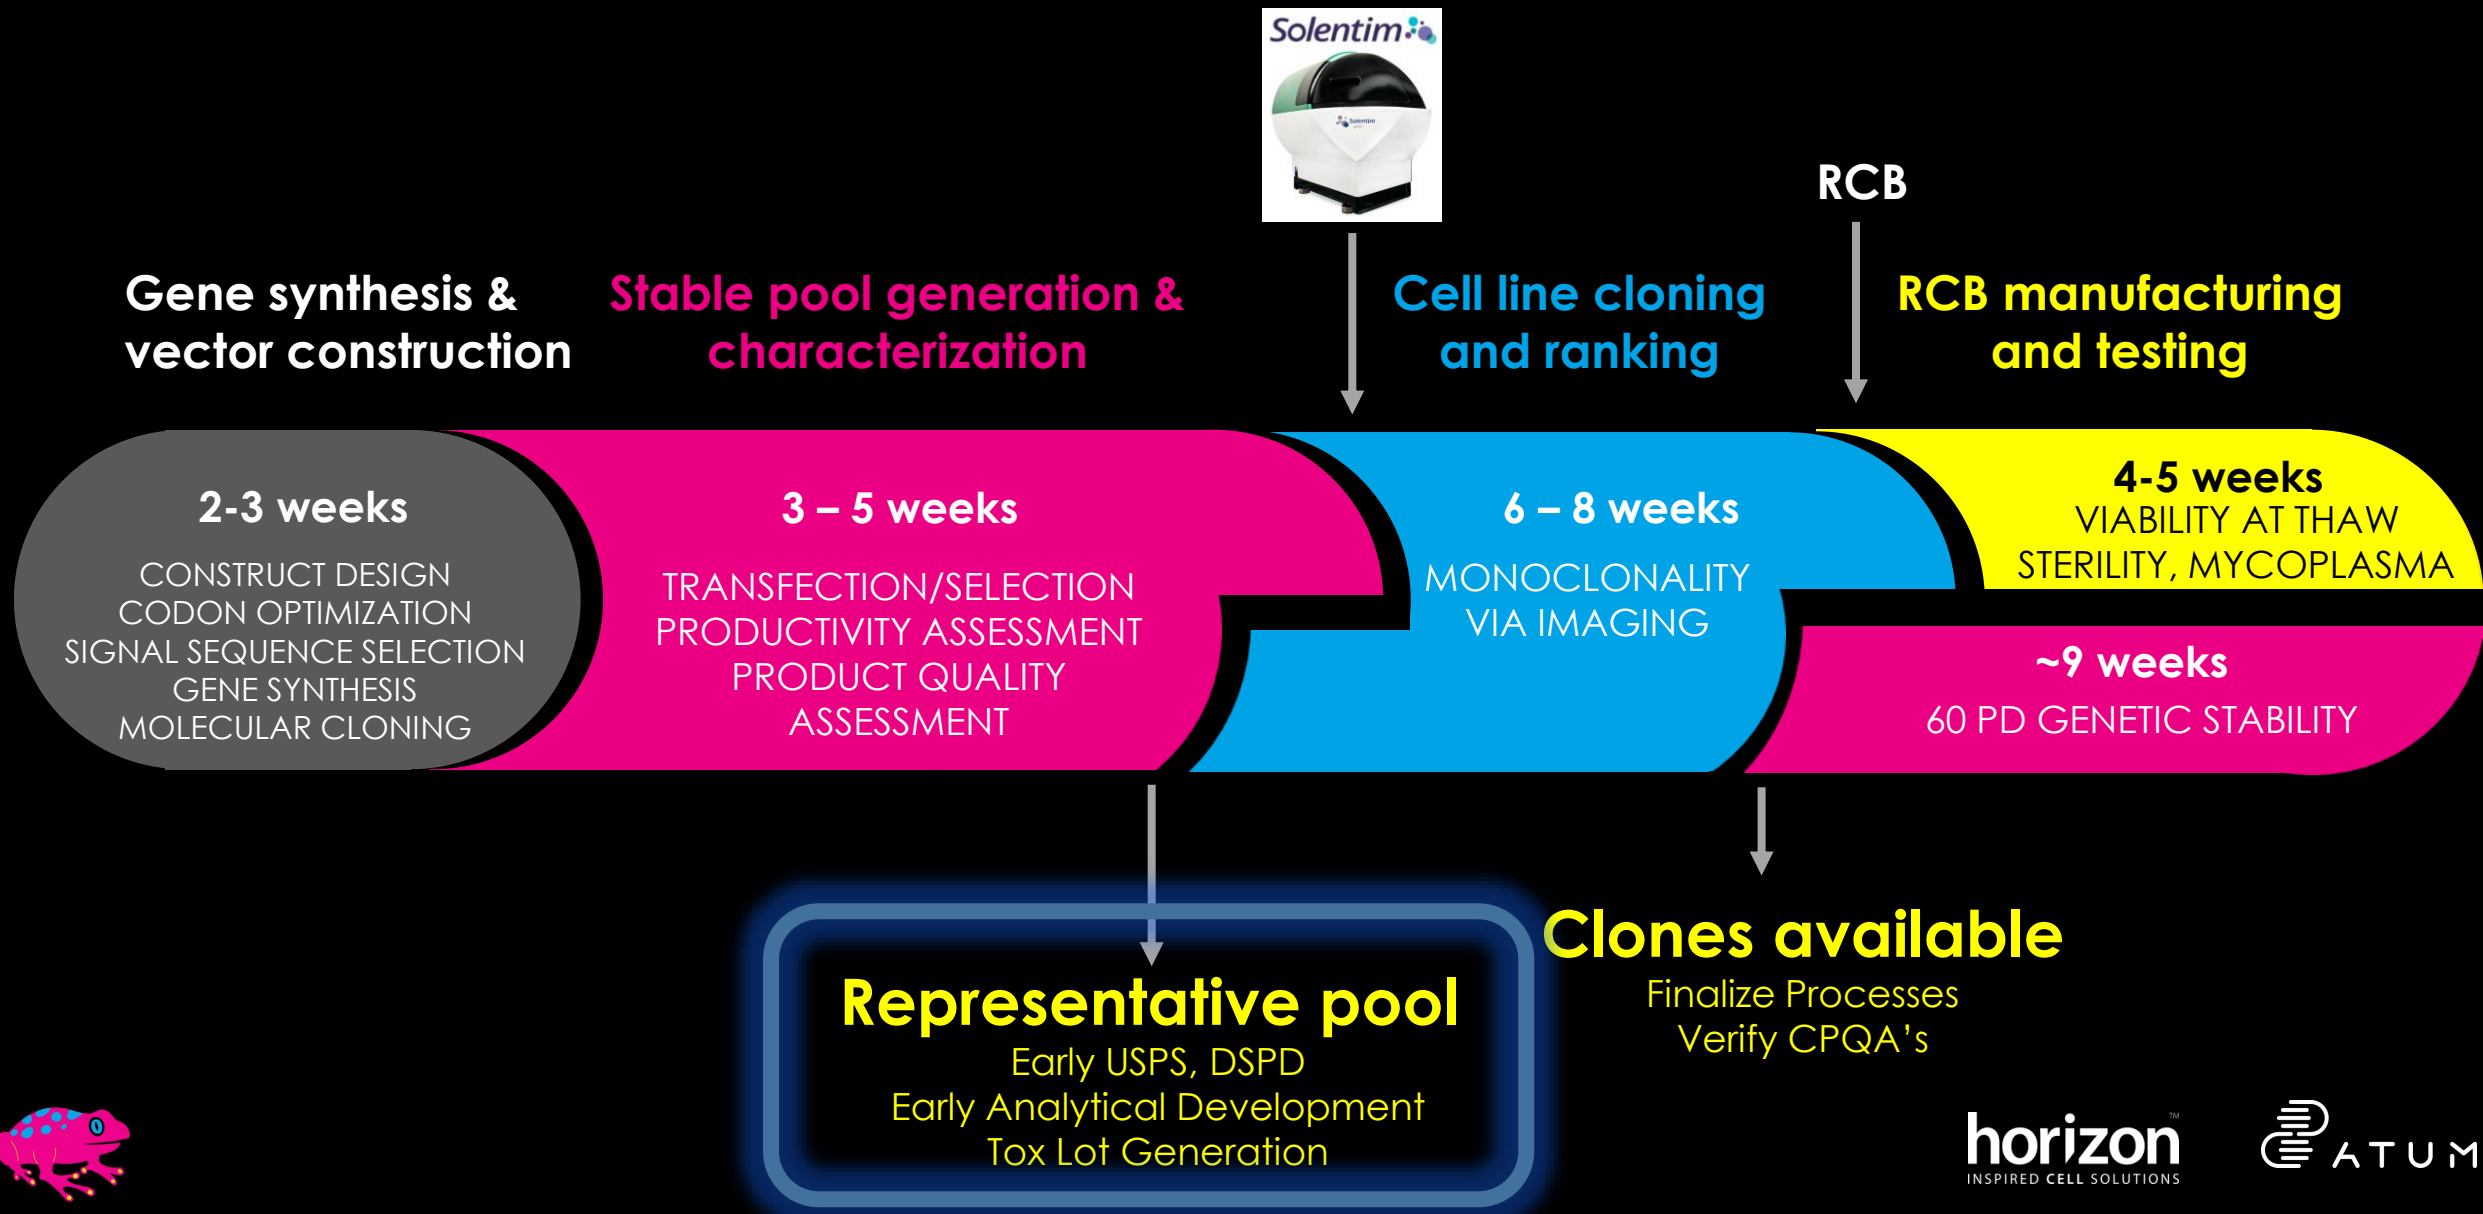 Solentim
Solentim
RCB
Gene synthesis &
vector construction
Stable pool generation &
characterization
Cell line cloning
and ranking
RCB manufacturing
and testing
2-3 weeks
CONSTRUCT DESIGN
CODON OPTIMIZATION
SIGNAL SEQUENCE SELECTION
GENE SYNTHESIS
MOLECULAR CLONING
3 – 5 weeks
TRANSFECTION/SELECTION
PRODUCTIVITY ASSESSMENT
PRODUCT QUALITY
ASSESSMENT
6 – 8 weeks
MONOCLONALITY
VIA IMAGING
4-5 weeks
VIABILITY AT THAW
STERILITY, MYCOPLASMA
~9 weeks
60 PD GENETIC STABILITY
Representative pool
Early USPS, DSPD
Early Analytical Development
Tox Lot Generation
Clones available
Finalize Processes
Verify CPQA's
horizon™
INSPIRED CELL SOLUTIONS
ATUM